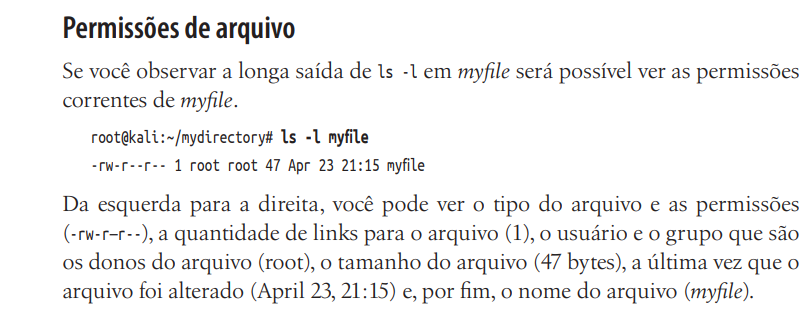 Permissões de arquivo
Se você observar a longa saída de ls -l em myfile será possível ver as permissões
correntes de myfile.
root@kali:~/mydirectory# ls -l myfile
-rw-r--r-- 1 root root 47 Apr 23 21:15 myfile
Da esquerda para a direita, você pode ver o tipo do arquivo e as permissões
(-rw-r–r--), a quantidade de links para o arquivo (1), o usuário e o grupo que são
os donos do arquivo (root), o tamanho do arquivo (47 bytes), a última vez que o
arquivo foi alterado (April 23, 21:15) e, por fim, o nome do arquivo (myfile).